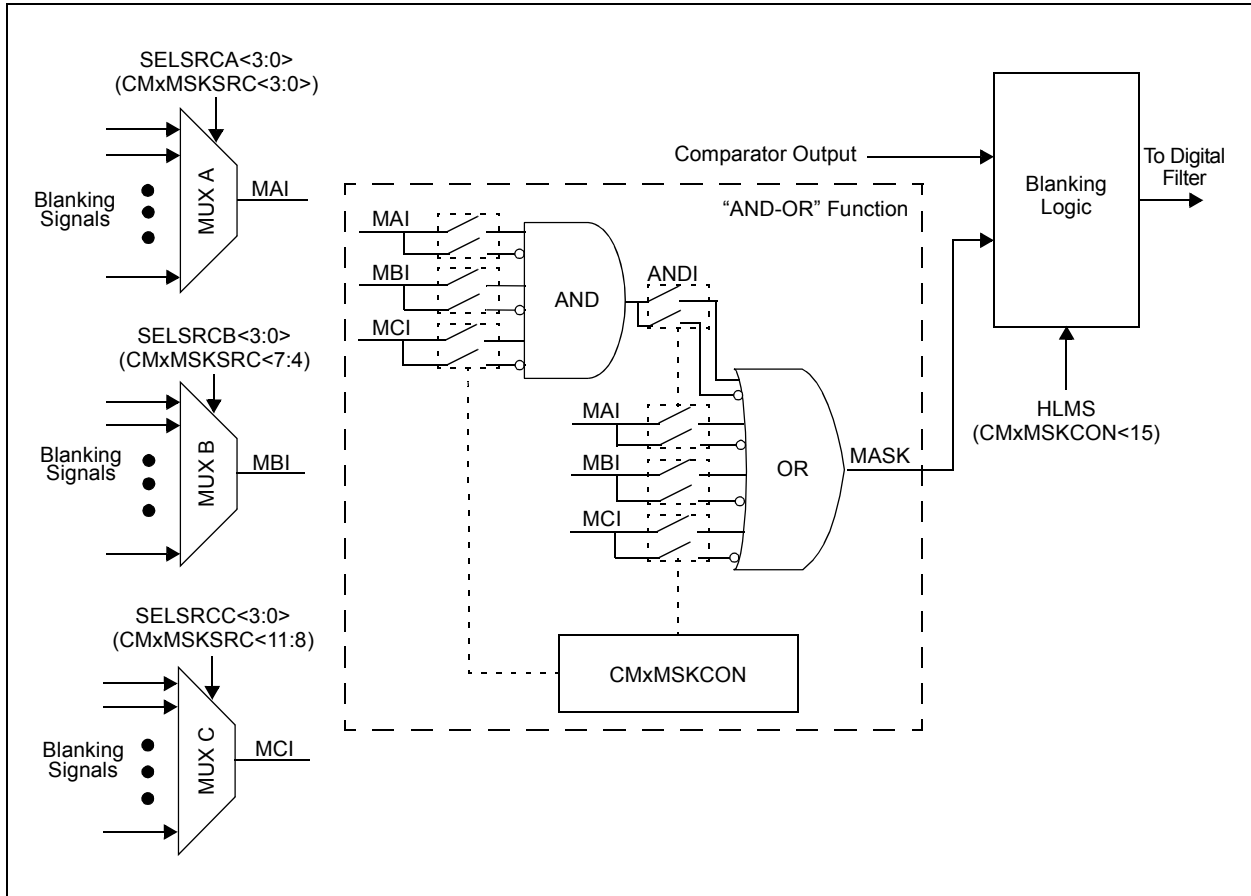 SELSRCA<3:0>
(CMxMSKSRC<3:0>)
Blanking
Signals
MUX A
MAI
SELSRCB<3:0>
(CMxMSKSRC<7:4)
Blanking
Signals
MUX B
MBI
SELSRCC<3:0>
(CMxMSKSRC<11:8)
Blanking
Signals
MUX C
MCI
“AND-OR” Function
MAI
MBI
MCI
AND
ANDI
MAI
MBI
MCI
OR
MASK
CMxMSKCON
Comparator Output
Blanking
Logic
To Digital
Filter
HLMS
(CMxMSKCON<15)